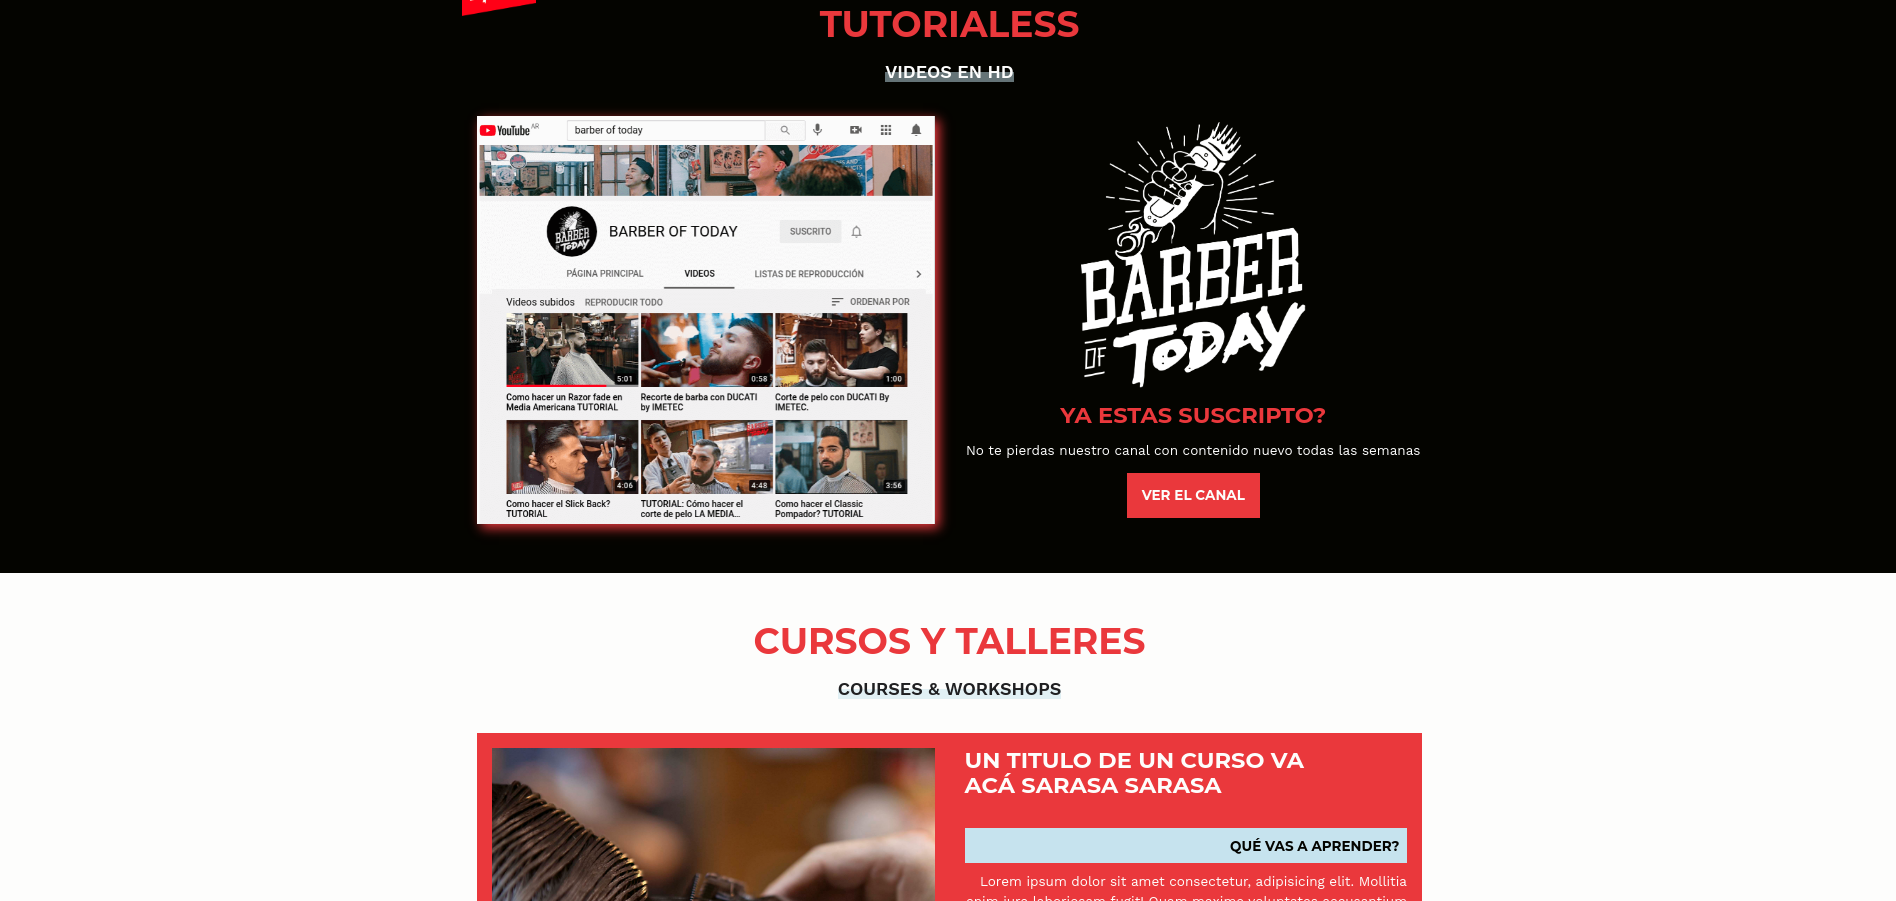 TUTORIALESS
VIDEOS EN HD
YouTube AR
barber of today
BARBER OF TODAY
BARBER OF TODAY
SUSCRITO
PÁGINA PRINCIPAL
VIDEOS
LISTAS DE REPRODUCCIÓN
Videos subidos
REPRODUCIR TODO
ORDENAR POR
5:01
0:58
1:00
Como hacer un Razor fade en
Media Americana TUTORIAL
Recorte de barba con DUCATI
by IMETEC
Corte de pelo con DUCATI By
IMETEC.
4:06
4:48
3:56
Como hacer el Slick Back?
TUTORIAL
TUTORIAL: Cómo hacer el
corte de pelo LA MEDIA...
Como hacer el Classic
Pompador? TUTORIAL
BARBER
OF TODAY
YA ESTAS SUSCRIPTO?
No te pierdas nuestro canal con contenido nuevo todas las semanas
VER EL CANAL
CURSOS Y TALLERES
COURSES & WORKSHOPS
UN TITULO DE UN CURSO VA
ACÁ SARASA SARASA
QUÉ VAS A APRENDER?
Lorem ipsum dolor sit amet consectetur, adipisicing elit. Mollitia